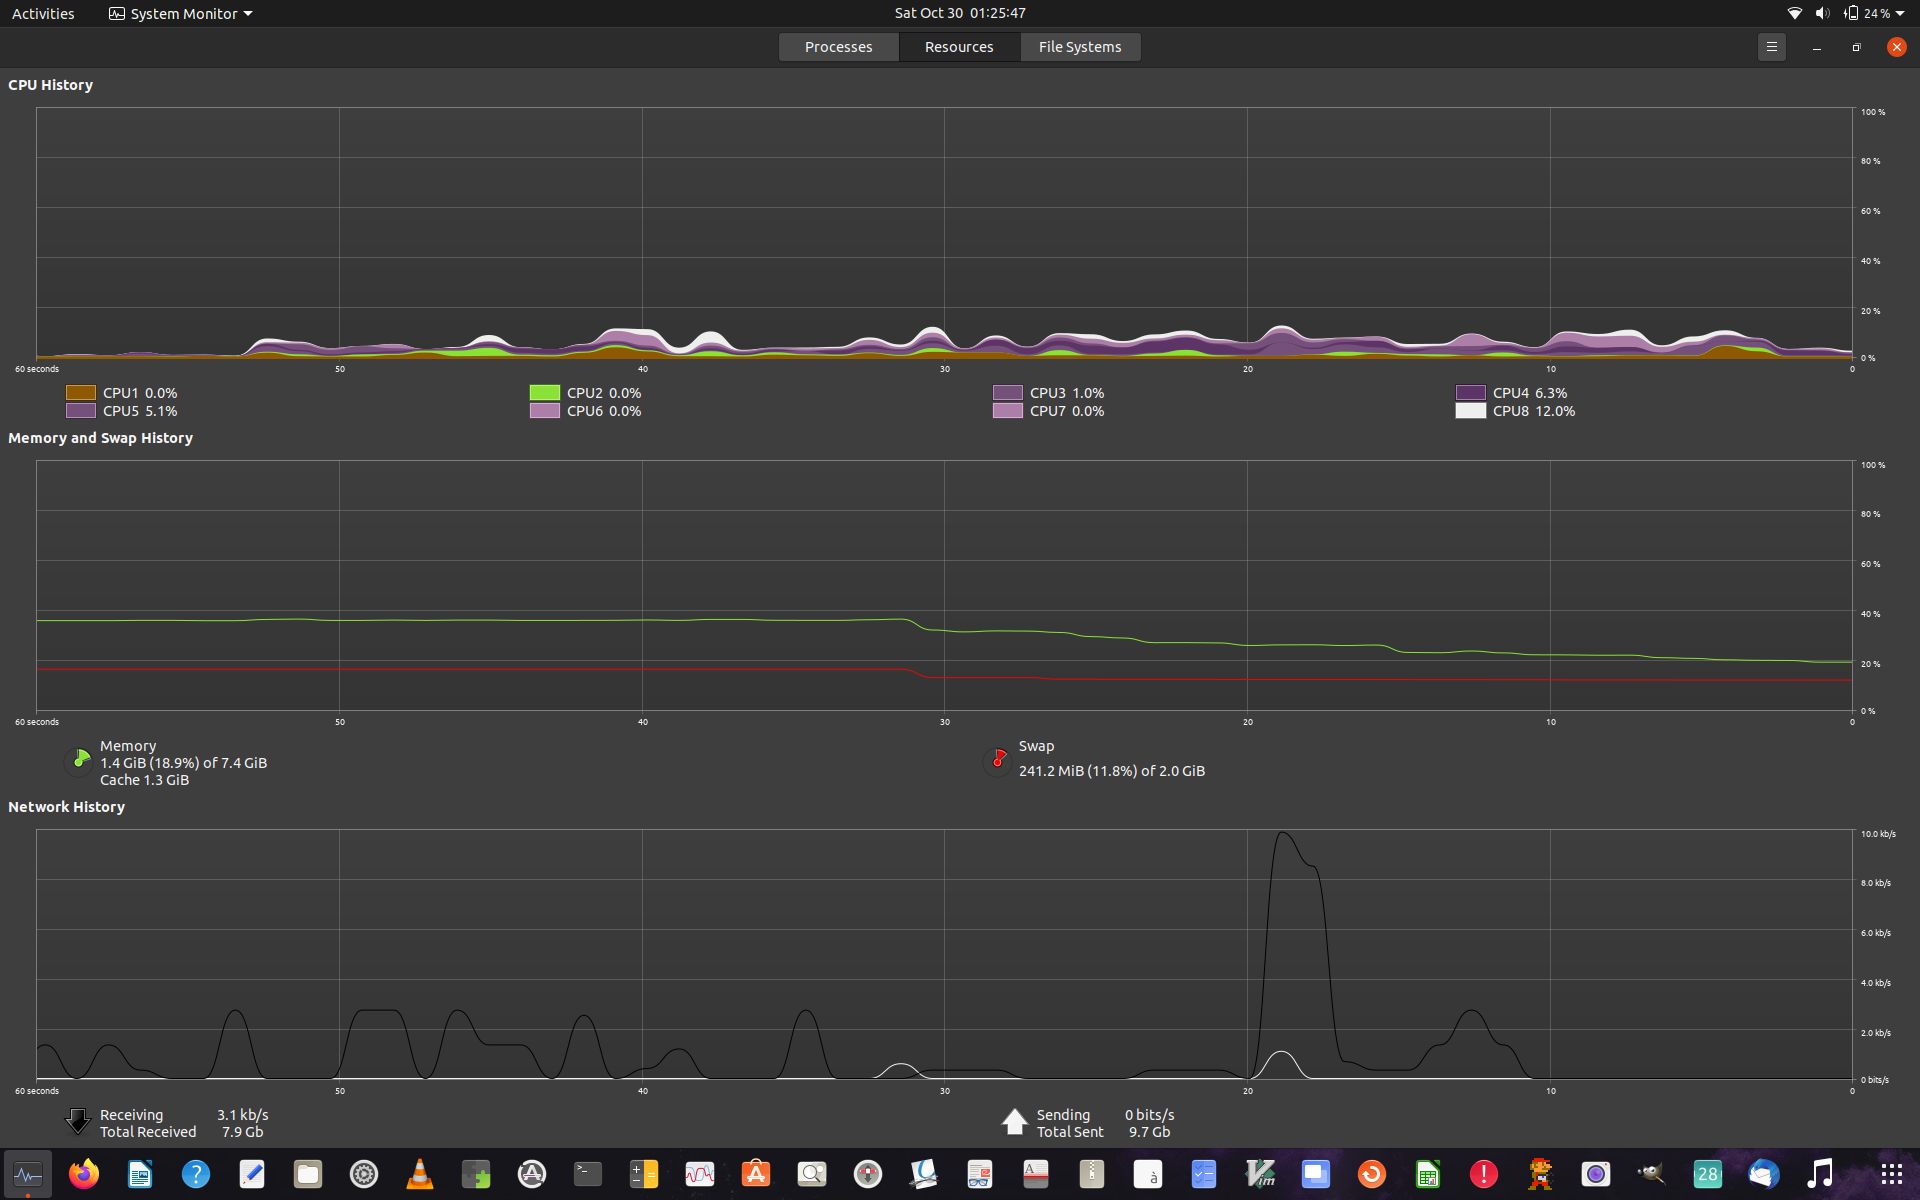 Activities System Monitor Sat Oct 30 01:25:47 24 %
Processes Resources File Systems
CPU History
100 %
80 %
60 %
40 %
20 %
0 %
60 seconds 50 40 30 20 10 0
CPU1 0.0% CPU2 0.0% CPU3 1.0% CPU4 6.3%
CPU5 5.1% CPU6 0.0% CPU7 0.0% CPU8 12.0%
Memory and Swap History
100 %
80 %
60 %
40 %
20 %
0 %
60 seconds 50 40 30 20 10 0
Memory
1.4 GiB (18.9%) of 7.4 GiB
Cache 1.3 GiB
Swap
241.2 MiB (11.8%) of 2.0 GiB
Network History
10.0 kb/s
8.0 kb/s
6.0 kb/s
4.0 kb/s
2.0 kb/s
0 bits/s
60 seconds 50 40 30 20 10 0
Receiving 3.1 kb/s
Total Received 7.9 Gb
Sending 0 bits/s
Total Sent 9.7 Gb
? >_ A à Vim ! 28